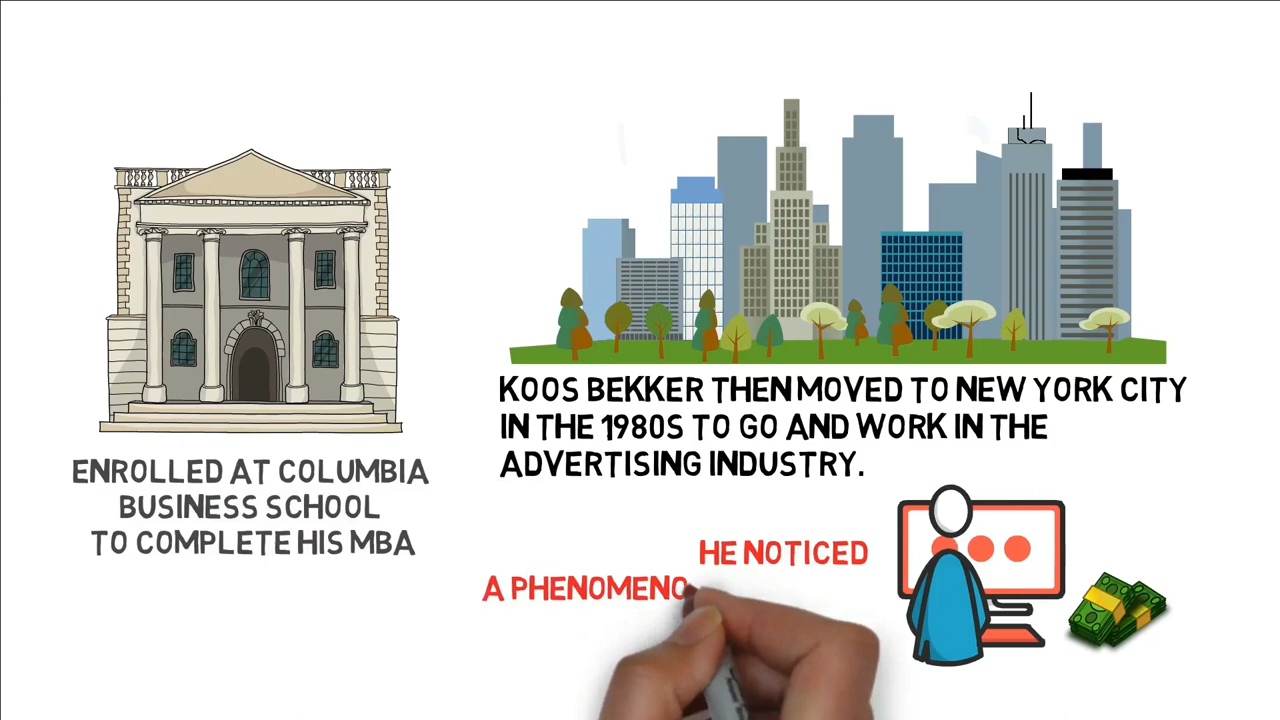 ENROLLED AT COLUMBIA
BUSINESS SCHOOL
TO COMPLETE HIS MBA
KOOS BEKKER THEN MOVED TO NEW YORK CITY
IN THE 1980S TO GO AND WORK IN THE
ADVERTISING INDUSTRY.
HE NOTICED
A PHENOMENO